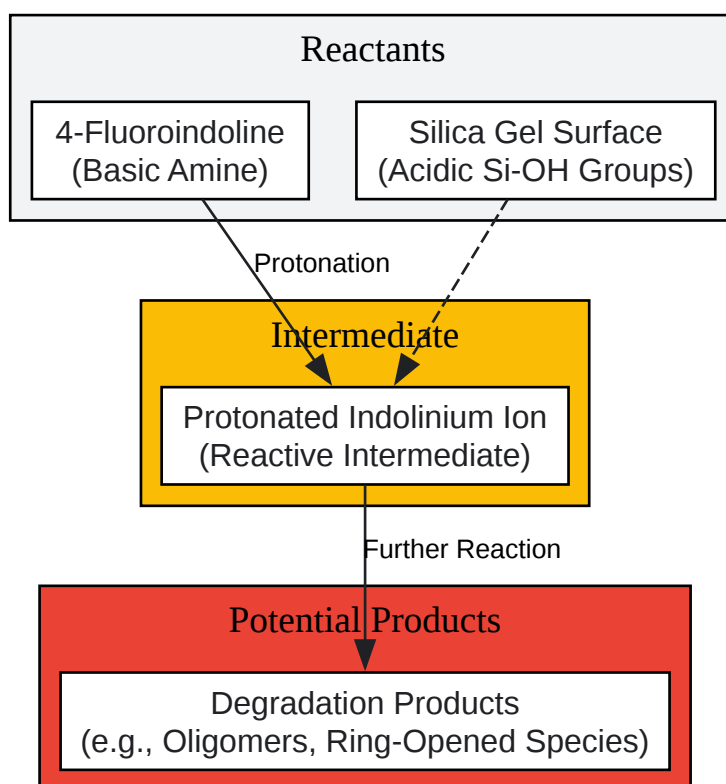 Reactants
4-Fluoroindoline
(Basic Amine)
Silica Gel Surface
(Acidic Si-OH Groups)
Protonation
Intermediate
Protonated Indolinium Ion
(Reactive Intermediate)
Further Reaction
Potential Products
Degradation Products
(e.g., Oligomers, Ring-Opened Species)